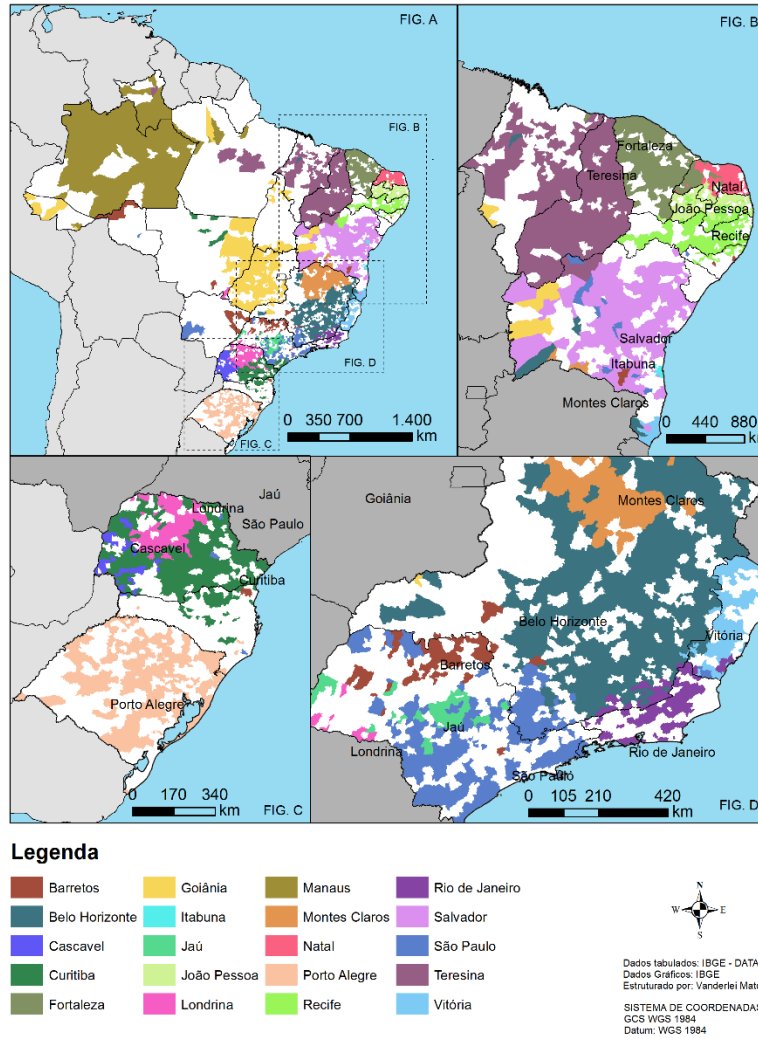 FIG. A
FIG. B
FIG. D
FIG. C
0 350 700 1.400
km
FIG. B
Fortaleza
Teresina
Natal
João Pessoa
Recife
Salvador
Itabuna
Montes Claros
0 440 880
km
Jaú
Londrina
São Paulo
Cascavel
Curitiba
Porto Alegre
0 170 340
km
FIG. C
Goiânia
Montes Claros
Belo Horizonte
Vitória
Barretos
Jaú
Londrina
Rio de Janeiro
São Paulo
0 105 210 420
km
FIG. D
Legenda
Barretos Goiânia Manaus Rio de Janeiro
Belo Horizonte Itabuna Montes Claros Salvador
Cascavel Jaú Natal São Paulo
Curitiba João Pessoa Porto Alegre Teresina
Fortaleza Londrina Recife Vitória
N
W E
S
Dados tabulados: IBGE - DATA
Dados Gráficos: IBGE
Estruturado por: Vanderlei Mat
SISTEMA DE COORDENADAS
GCS WGS 1984
Datum: WGS 1984